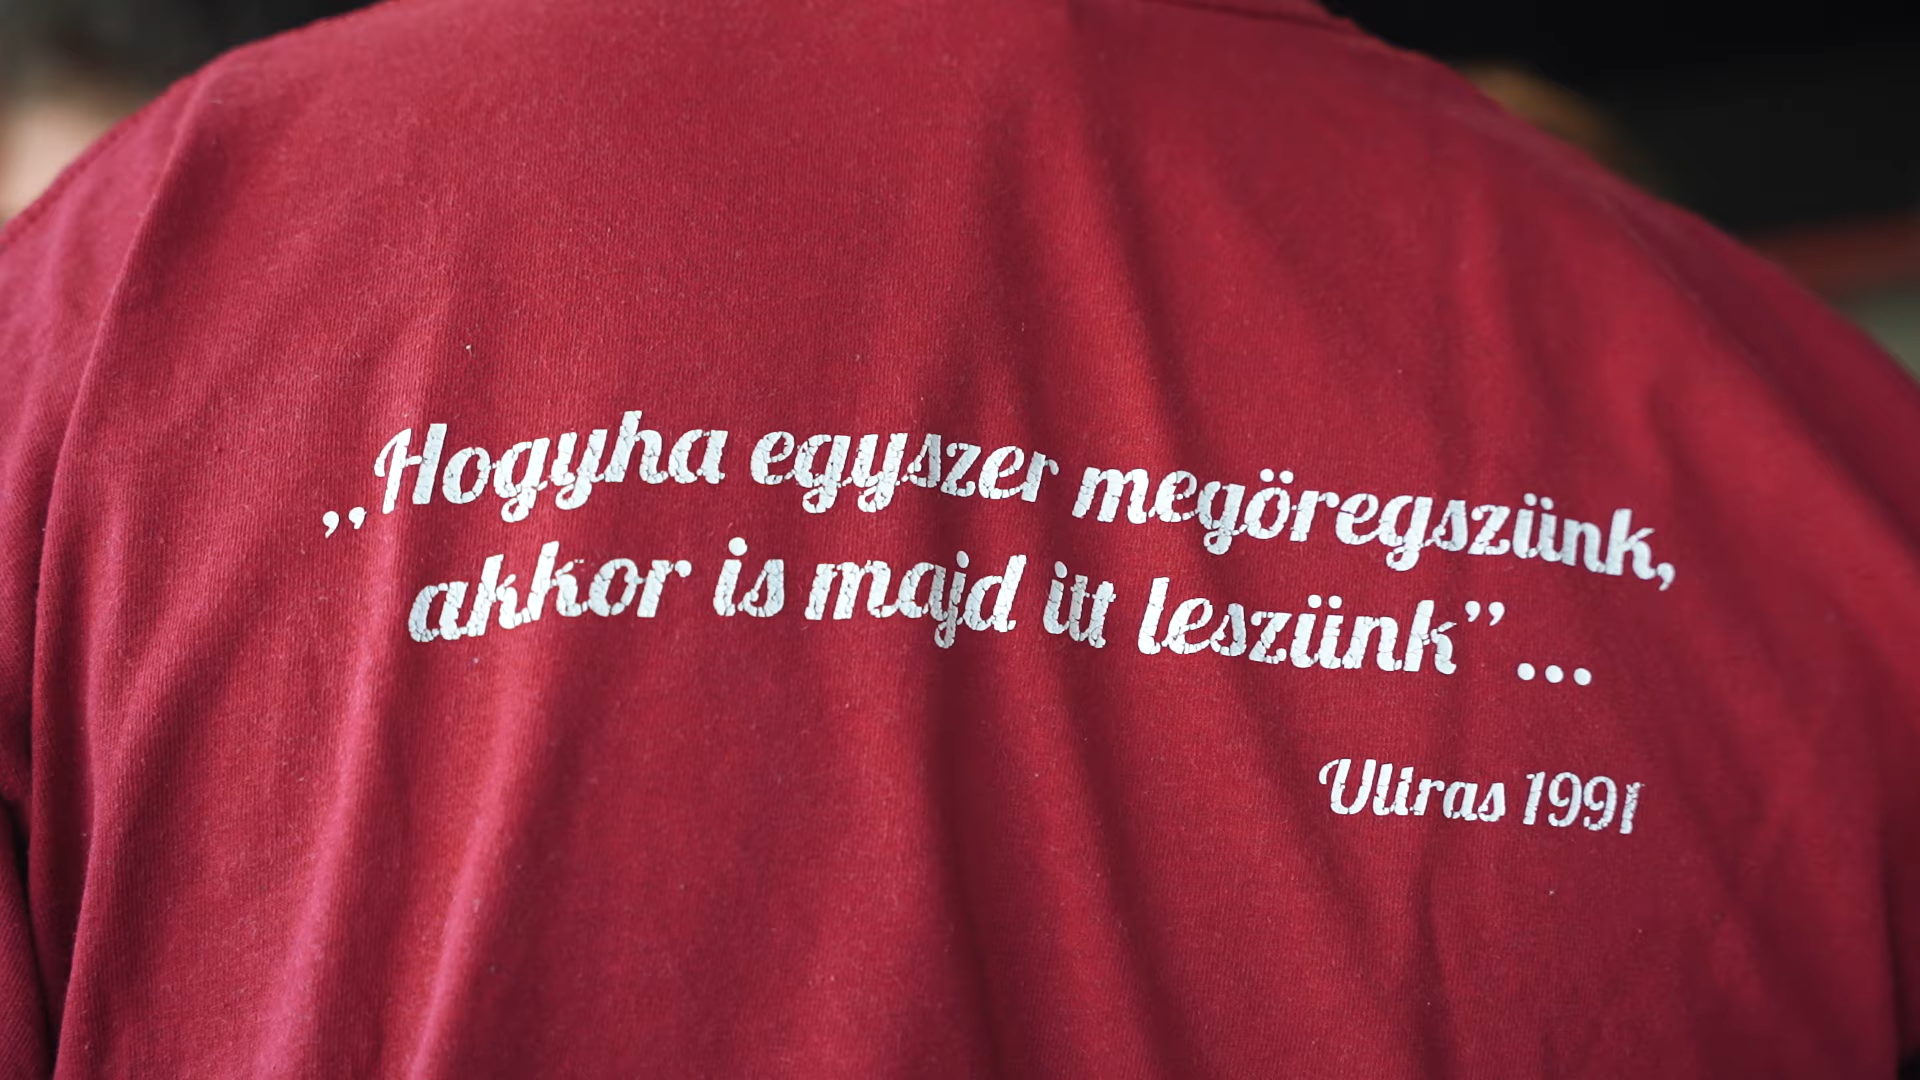 „Hogyha egyszer megöregszünk,
akkor is majd itt leszünk” ...
Ultras 1991